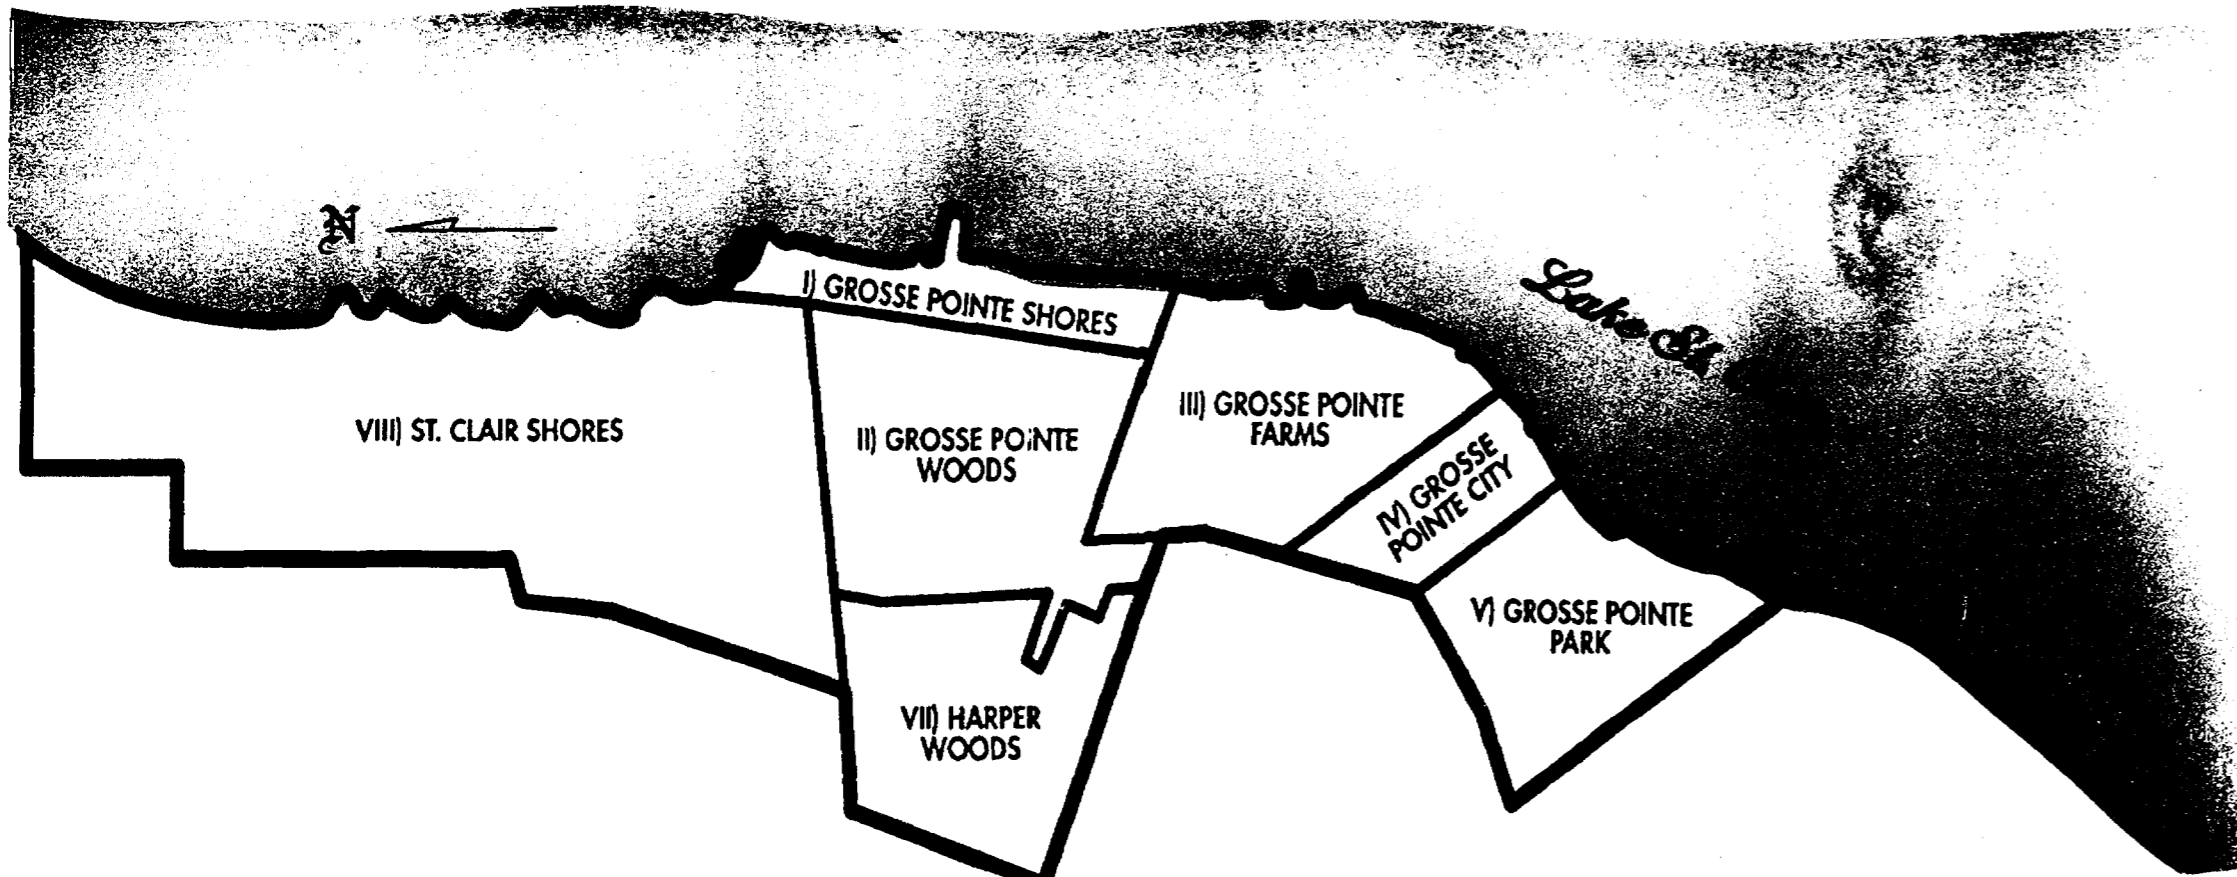 N
Lake St.
I) GROSSE POINTE SHORES
VIII) ST. CLAIR SHORES
II) GROSSE POINTE
WOODS
III) GROSSE POINTE
FARMS
IV) GROSSE
POINTE CITY
V) GROSSE POINTE
PARK
VII) HARPER
WOODS